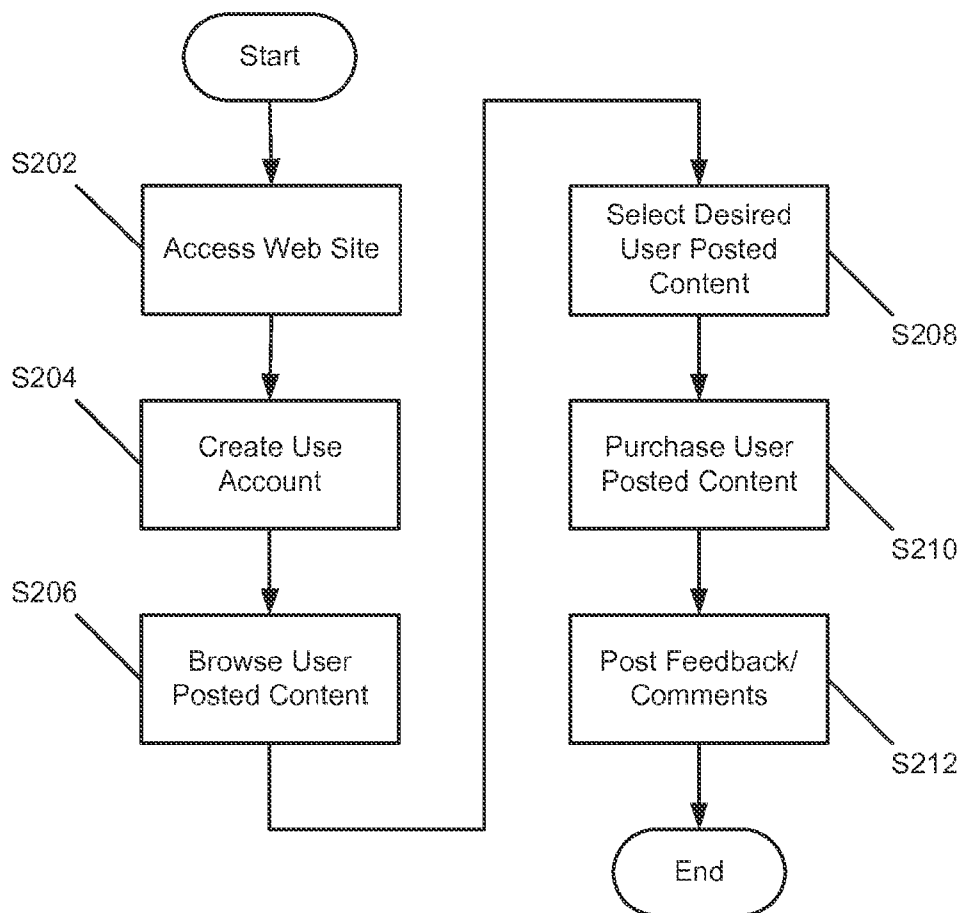 Start
S202
Access Web Site
S204
Create Use
Account
S206
Browse User
Posted Content
Select Desired
User Posted
Content
S208
Purchase User
Posted Content
S210
Post Feedback/
Comments
S212
End